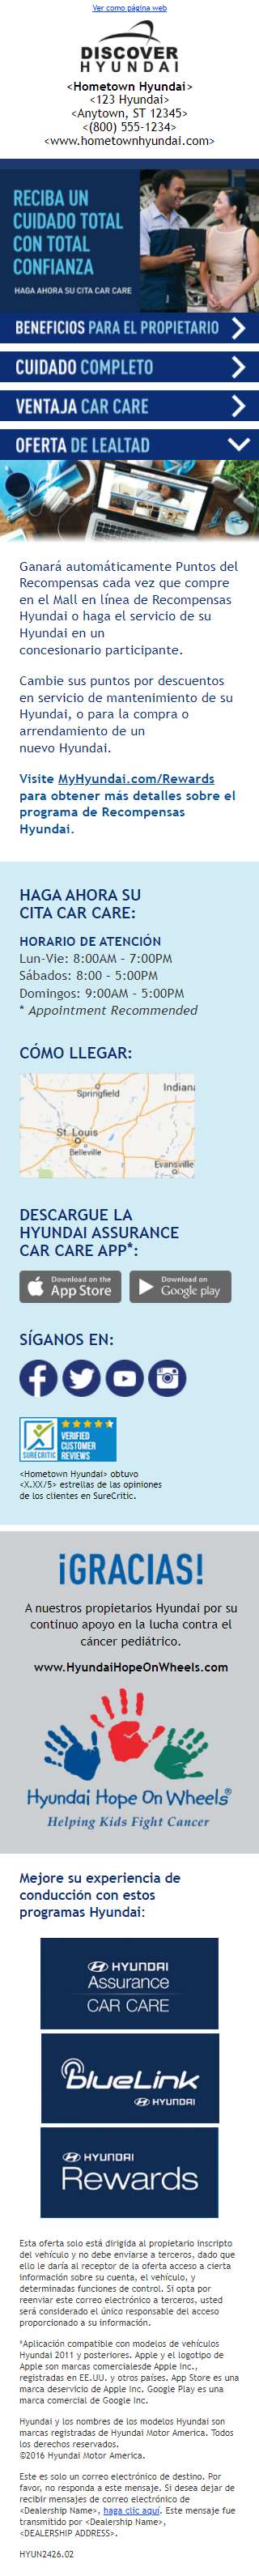 Ver como página web
DISCOVER
HYUNDAI
<Hometown Hyundai>
<123 Hyundai>
<Anytown, ST 12345>
<(800) 555-1234>
<www.hometownhyundai.com>
RECIBA UN
CUIDADO TOTAL
CON TOTAL
CONFIANZA
HAGA AHORA SU CITA CAR CARE
BENEFICIOS PARA EL PROPIETARIO
CUIDADO COMPLETO
VENTAJA CAR CARE
OFERTA DE LEALTAD
Ganará automáticamente Puntos del
Recompensas cada vez que compre
en el Mall en línea de Recompensas
Hyundai o haga el servicio de su
Hyundai en un
concesionario participante.
Cambie sus puntos por descuentos
en servicio de mantenimiento de su
Hyundai, o para la compra o
arrendamiento de un
nuevo Hyundai.
Visite MyHyundai.com/Rewards
para obtener más detalles sobre el
programa de Recompensas
Hyundai.
HAGA AHORA SU
CITA CAR CARE:
HORARIO DE ATENCIÓN
Lun-Vie: 8:00AM - 7:00PM
Sábados: 8:00 - 5:00PM
Domingos: 9:00AM - 5:00PM
* Appointment Recommended
CÓMO LLEGAR:
Springfield
Indiana
St. Louis
Belleville
Evansville
DESCARGUE LA
HYUNDAI ASSURANCE
CAR CARE APP*:
Download on the
App Store
Download on
Google play
SÍGANOS EN:
SURECRITIC
VERIFIED
CUSTOMER
REVIEWS
<Hometown Hyundai> obtuvo
<X.XX/5> estrellas de las opiniones
de los clientes en SureCritic.
¡GRACIAS!
A nuestros propietarios Hyundai por su
continuo apoyo en la lucha contra el
cáncer pediátrico.
www.HyundaiHopeOnWheels.com
Hyundai Hope On Wheels®
Helping Kids Fight Cancer
Mejore su experiencia de
conducción con estos
programas Hyundai:
HYUNDAI
Assurance
CAR CARE
blueLink
HYUNDAI
HYUNDAI
Rewards
Esta oferta solo está dirigida al propietario inscripto
del vehículo y no debe enviarse a terceros, dado que
ello le daría al receptor de la oferta acceso a cierta
información sobre su cuenta, el vehículo, y
determinadas funciones de control. Si opta por
reenviar este correo electrónico a terceros, usted
será considerado el único responsable del acceso
proporcionado a su información.
*Aplicación compatible con modelos de vehículos
Hyundai 2011 y posteriores. Apple y el logotipo de
Apple son marcas comercialesde Apple Inc.,
registradas en EE.UU. y otros países. App Store es una
marca deservicio de Apple Inc. Google Play es una
marca comercial de Google Inc.
Hyundai y los nombres de los modelos Hyundai son
marcas registradas de Hyundai Motor America. Todos
los derechos reservados.
©2016 Hyundai Motor America.
Este es solo un correo electrónico de destino. Por
favor, no responda a este mensaje. Si desea dejar de
recibir mensajes de correo electrónico de
<Dealership Name>, haga clic aquí. Este mensaje fue
transmitido por <Dealership Name>,
<DEALERSHIP ADDRESS>.
HYUN2426.02